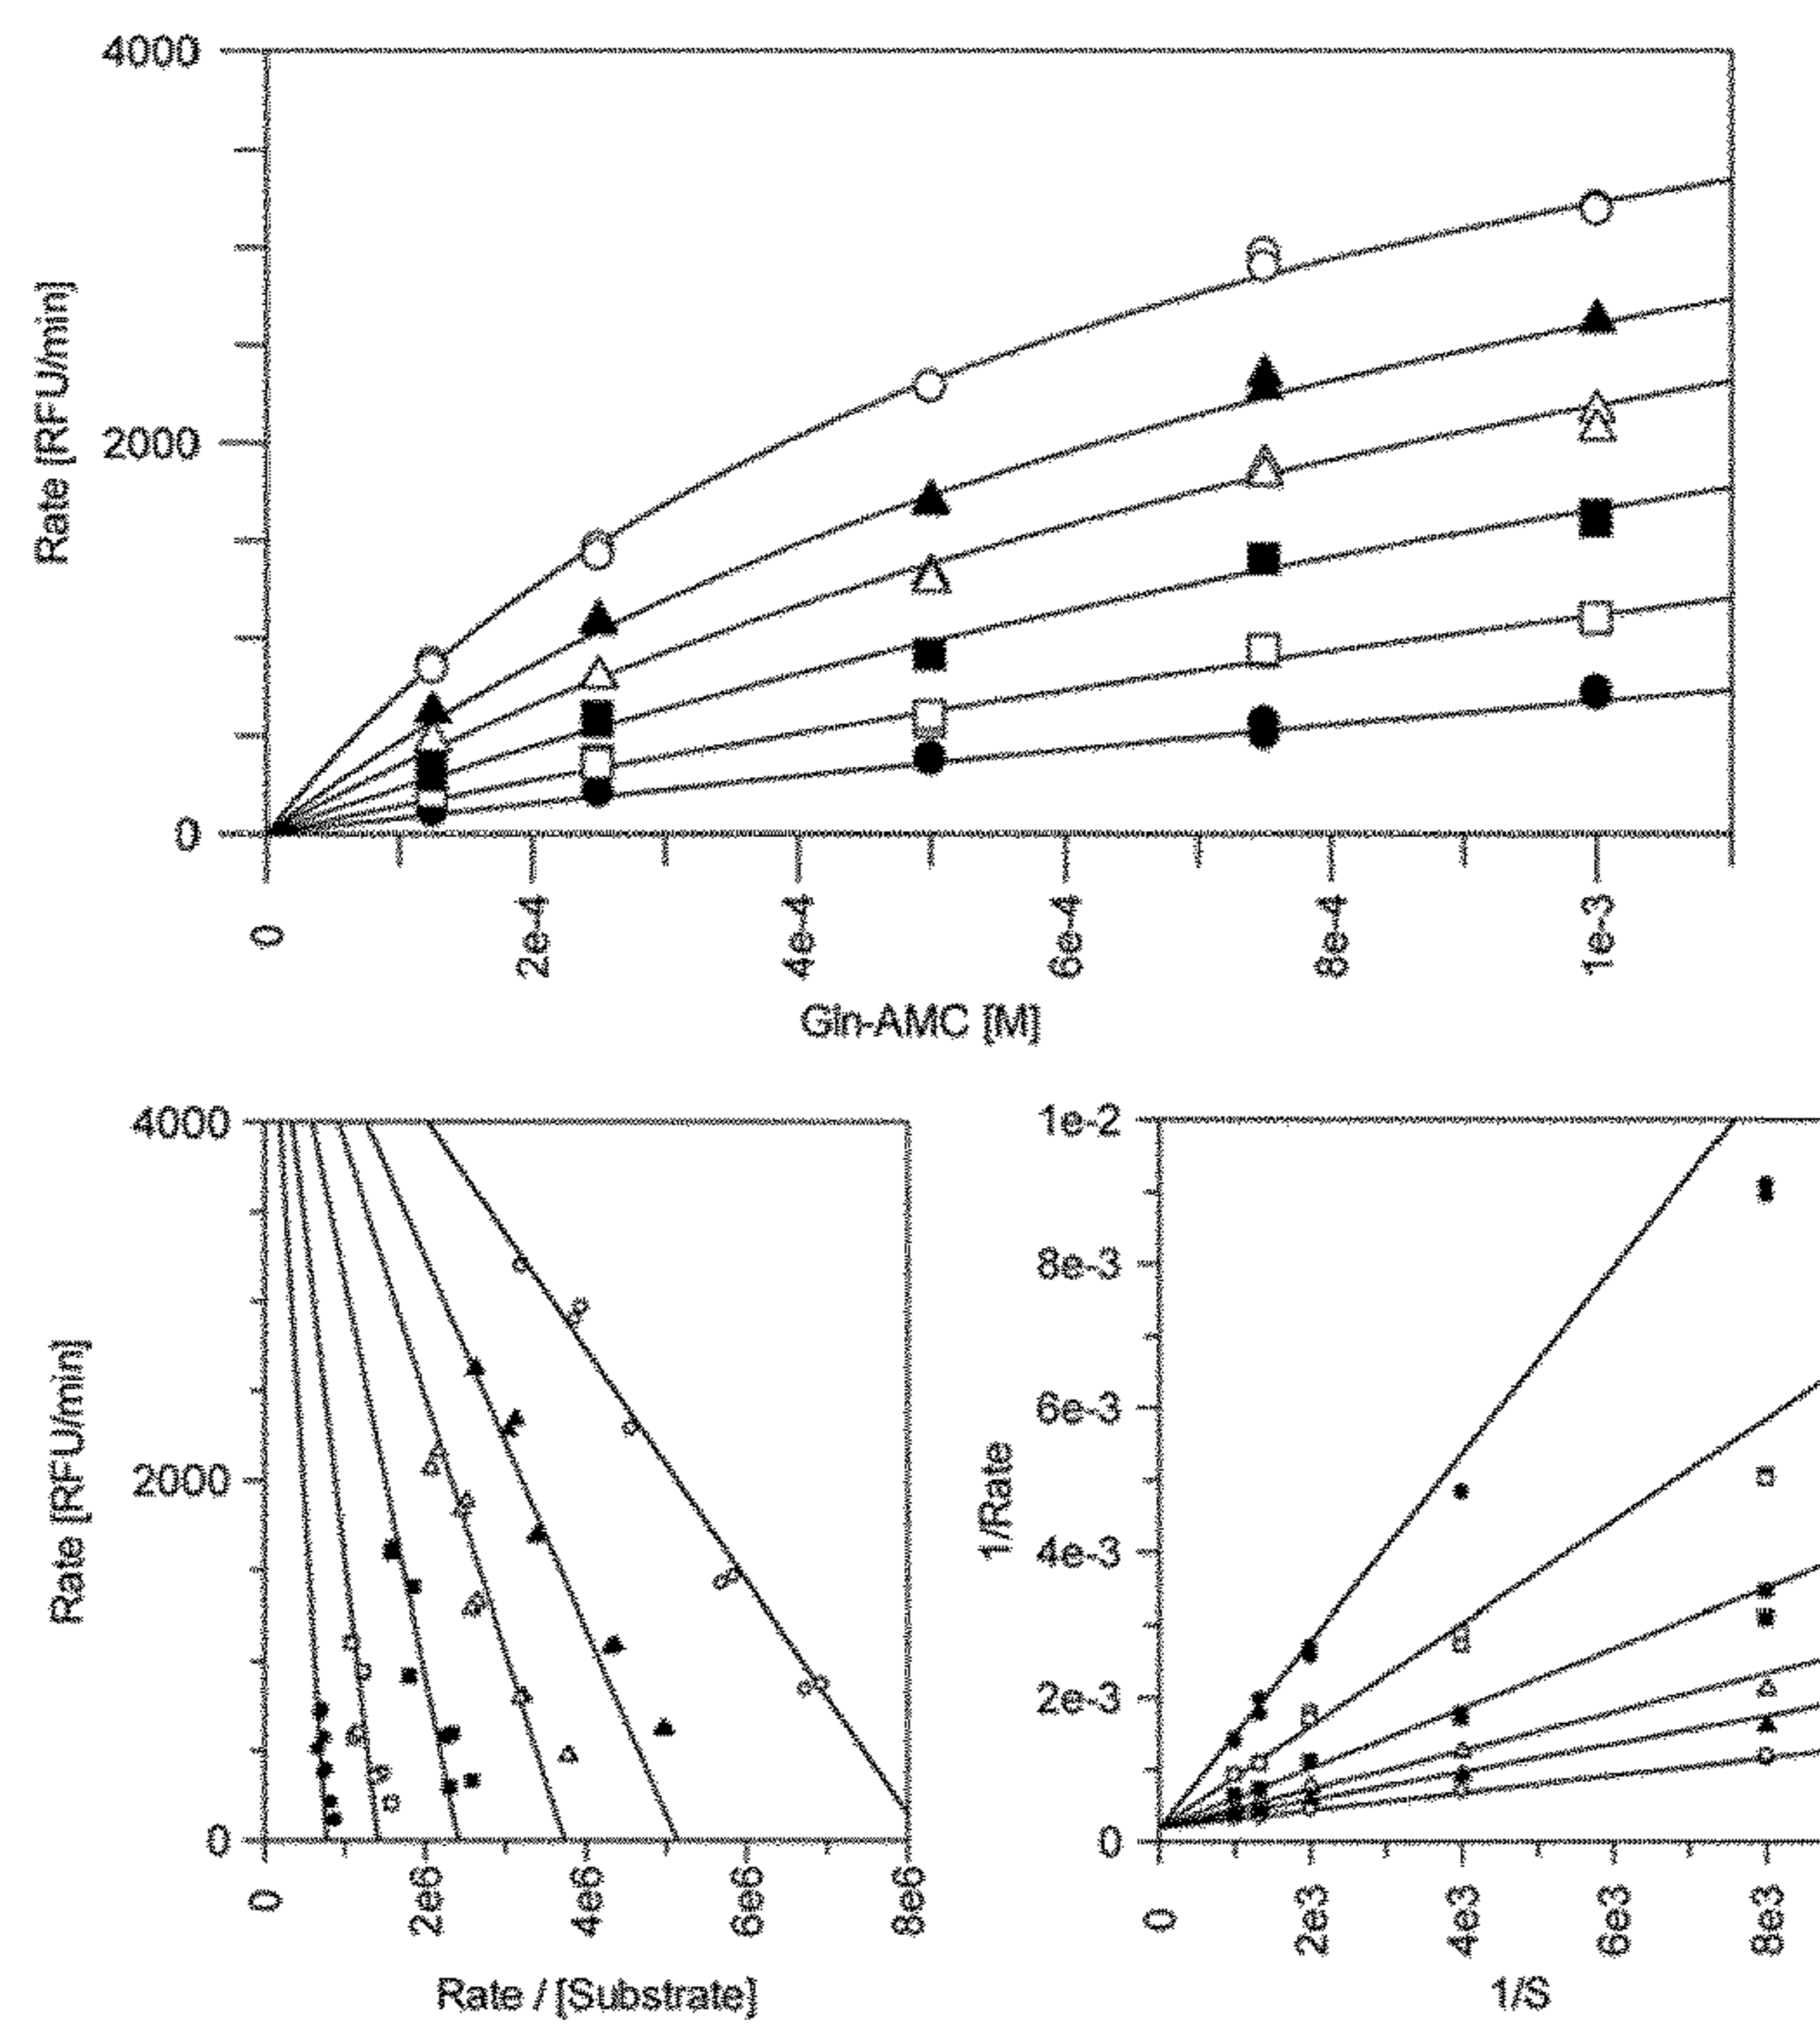 4000
2000
0
Rate [RFU/min]
0
2e-4
4e-4
6e-4
8e-4
1e-3
Gln-AMC [M]
4000
2000
0
Rate [RFU/min]
0
2e6
4e6
6e6
8e6
Rate / [Substrate]
1e-2
8e-3
6e-3
4e-3
2e-3
0
1/Rate
0
2e3
4e3
6e3
8e3
1/S